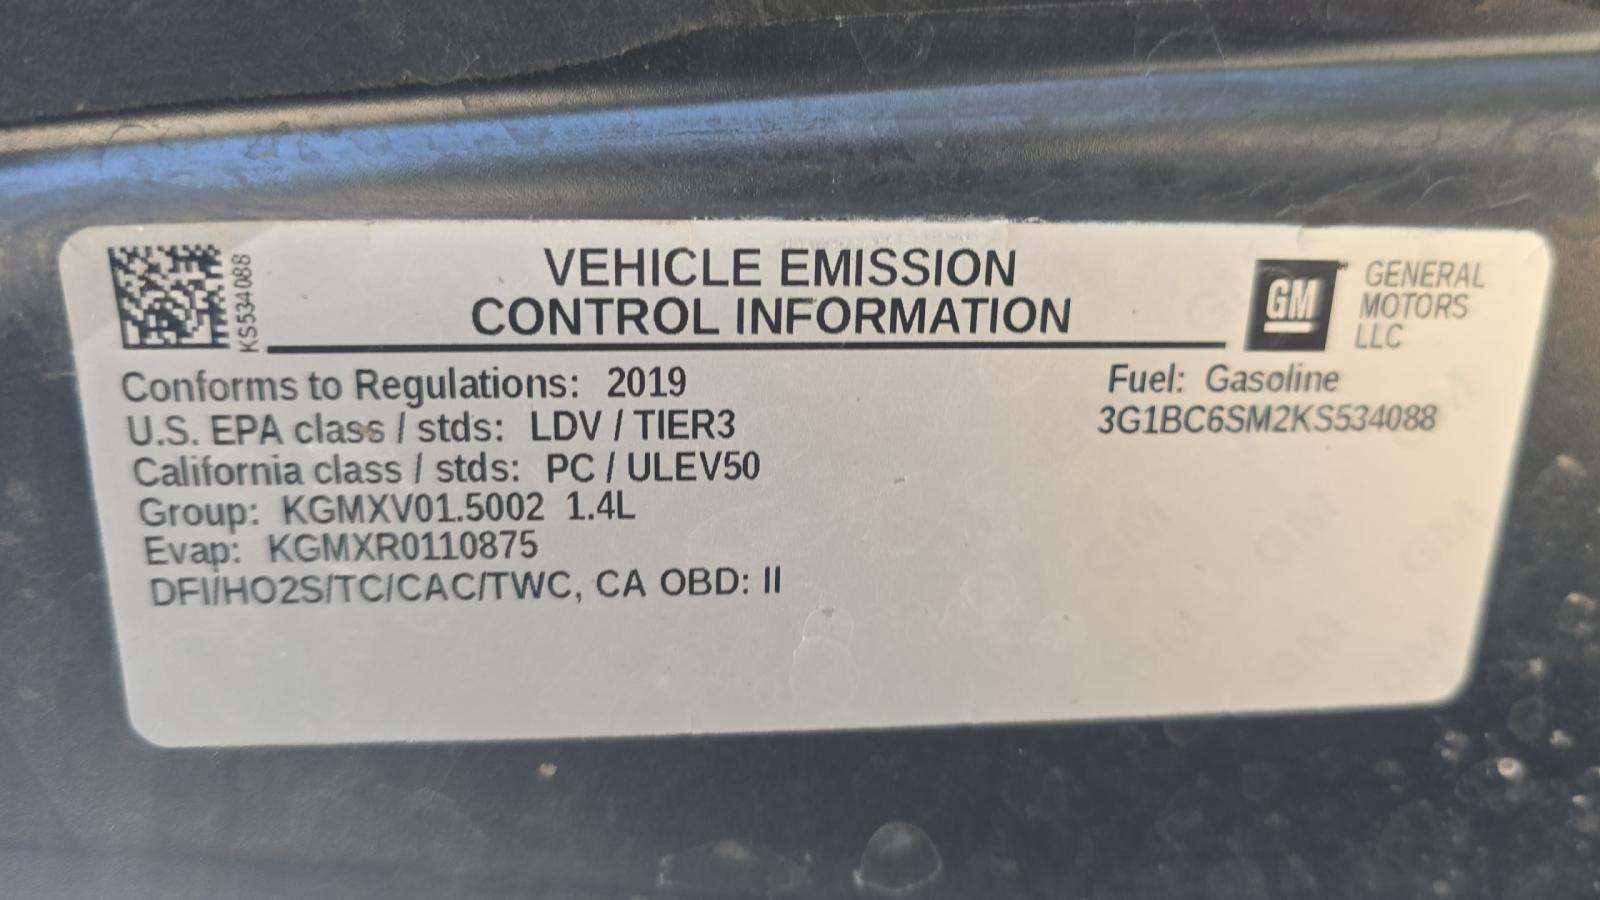 KS534088
VEHICLE EMISSION
CONTROL INFORMATION
GM
GENERAL
MOTORS
LLC
Conforms to Regulations: 2019
U.S. EPA class / stds: LDV / TIER3
California class / stds: PC / ULEV50
Group: KGMXV01.5002 1.4L
Evap: KGMXR0110875
DFI/HO2S/TC/CAC/TWC, CA OBD: II
Fuel: Gasoline
3G1BC6SM2KS534088